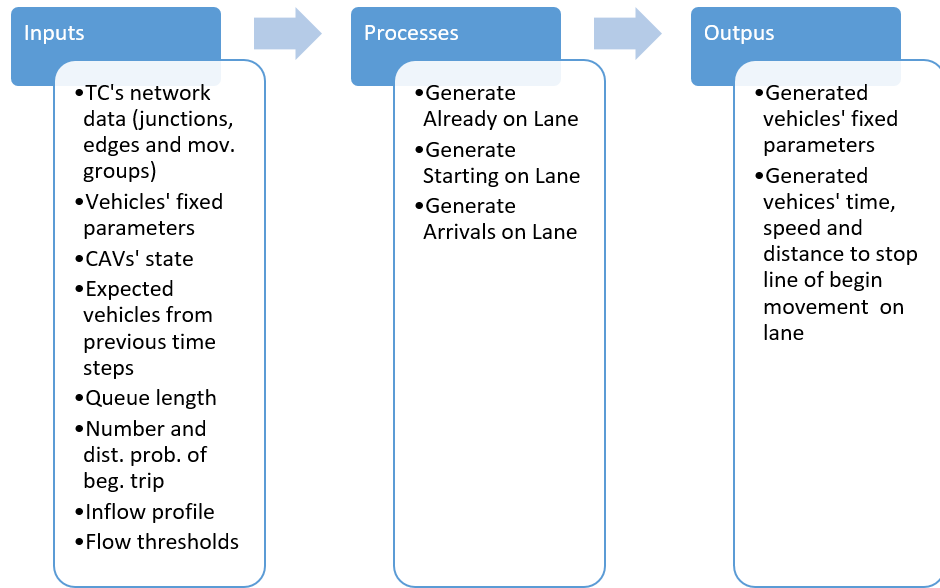 Inputs
•TC's network
data (junctions,
edges and mov.
groups)
•Vehicles' fixed
parameters
•CAVs' state
•Expected
vehicles from
previous time
steps
•Queue length
•Number and
dist. prob. of
beg. trip
•Inflow profile
•Flow thresholds
Processes
•Generate
Already on Lane
•Generate
Starting on Lane
•Generate
Arrivals on Lane
Outpus
•Generated
vehicles' fixed
parameters
•Generated
vehices' time,
speed and
distance to stop
line of begin
movement  on
lane